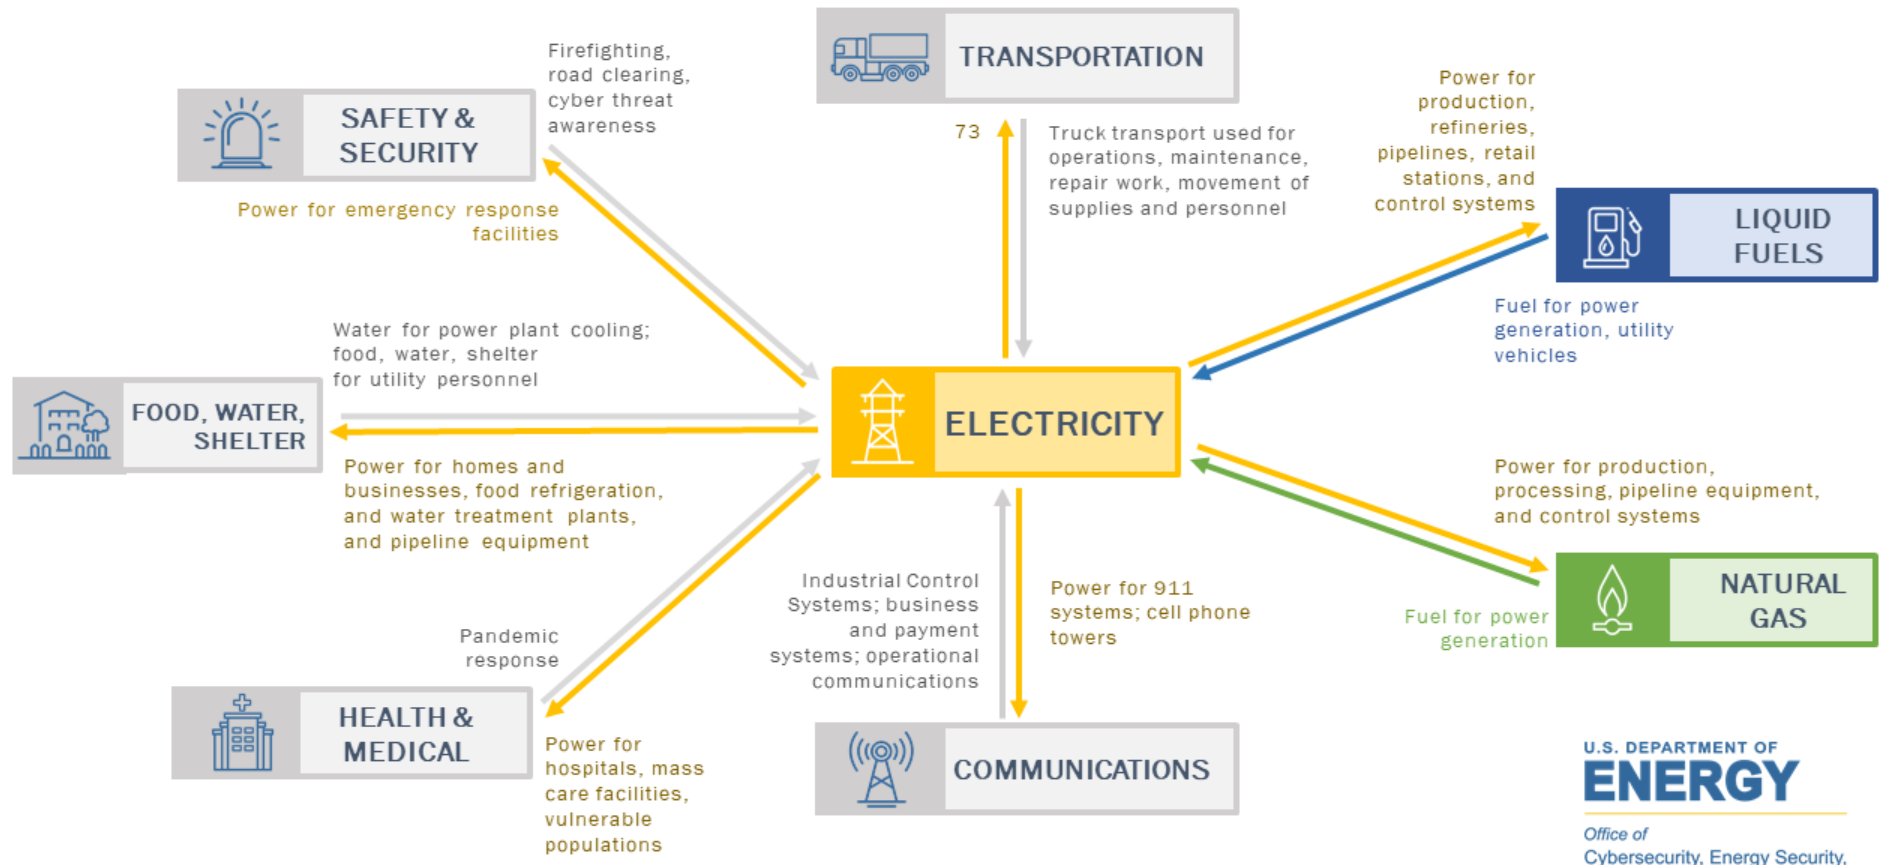 Firefighting,
road clearing,
cyber threat
awareness
SAFETY &
SECURITY
Power for emergency response
facilities
TRANSPORTATION
73
Truck transport used for
operations, maintenance,
repair work, movement of
supplies and personnel
Power for
production,
refineries,
pipelines, retail
stations, and
control systems
LIQUID
FUELS
Fuel for power
generation, utility
vehicles
Water for power plant cooling;
food, water, shelter
for utility personnel
FOOD, WATER,
SHELTER
Power for homes and
businesses, food refrigeration,
and water treatment plants,
and pipeline equipment
ELECTRICITY
Power for production,
processing, pipeline equipment,
and control systems
NATURAL
GAS
Fuel for power
generation
Pandemic
response
HEALTH &
MEDICAL
Power for
hospitals, mass
care facilities,
vulnerable
populations
Industrial Control
Systems; business
and payment
systems; operational
communications
Power for 911
systems; cell phone
towers
COMMUNICATIONS
U.S. DEPARTMENT OF
ENERGY
Office of
Cybersecurity, Energy Security,